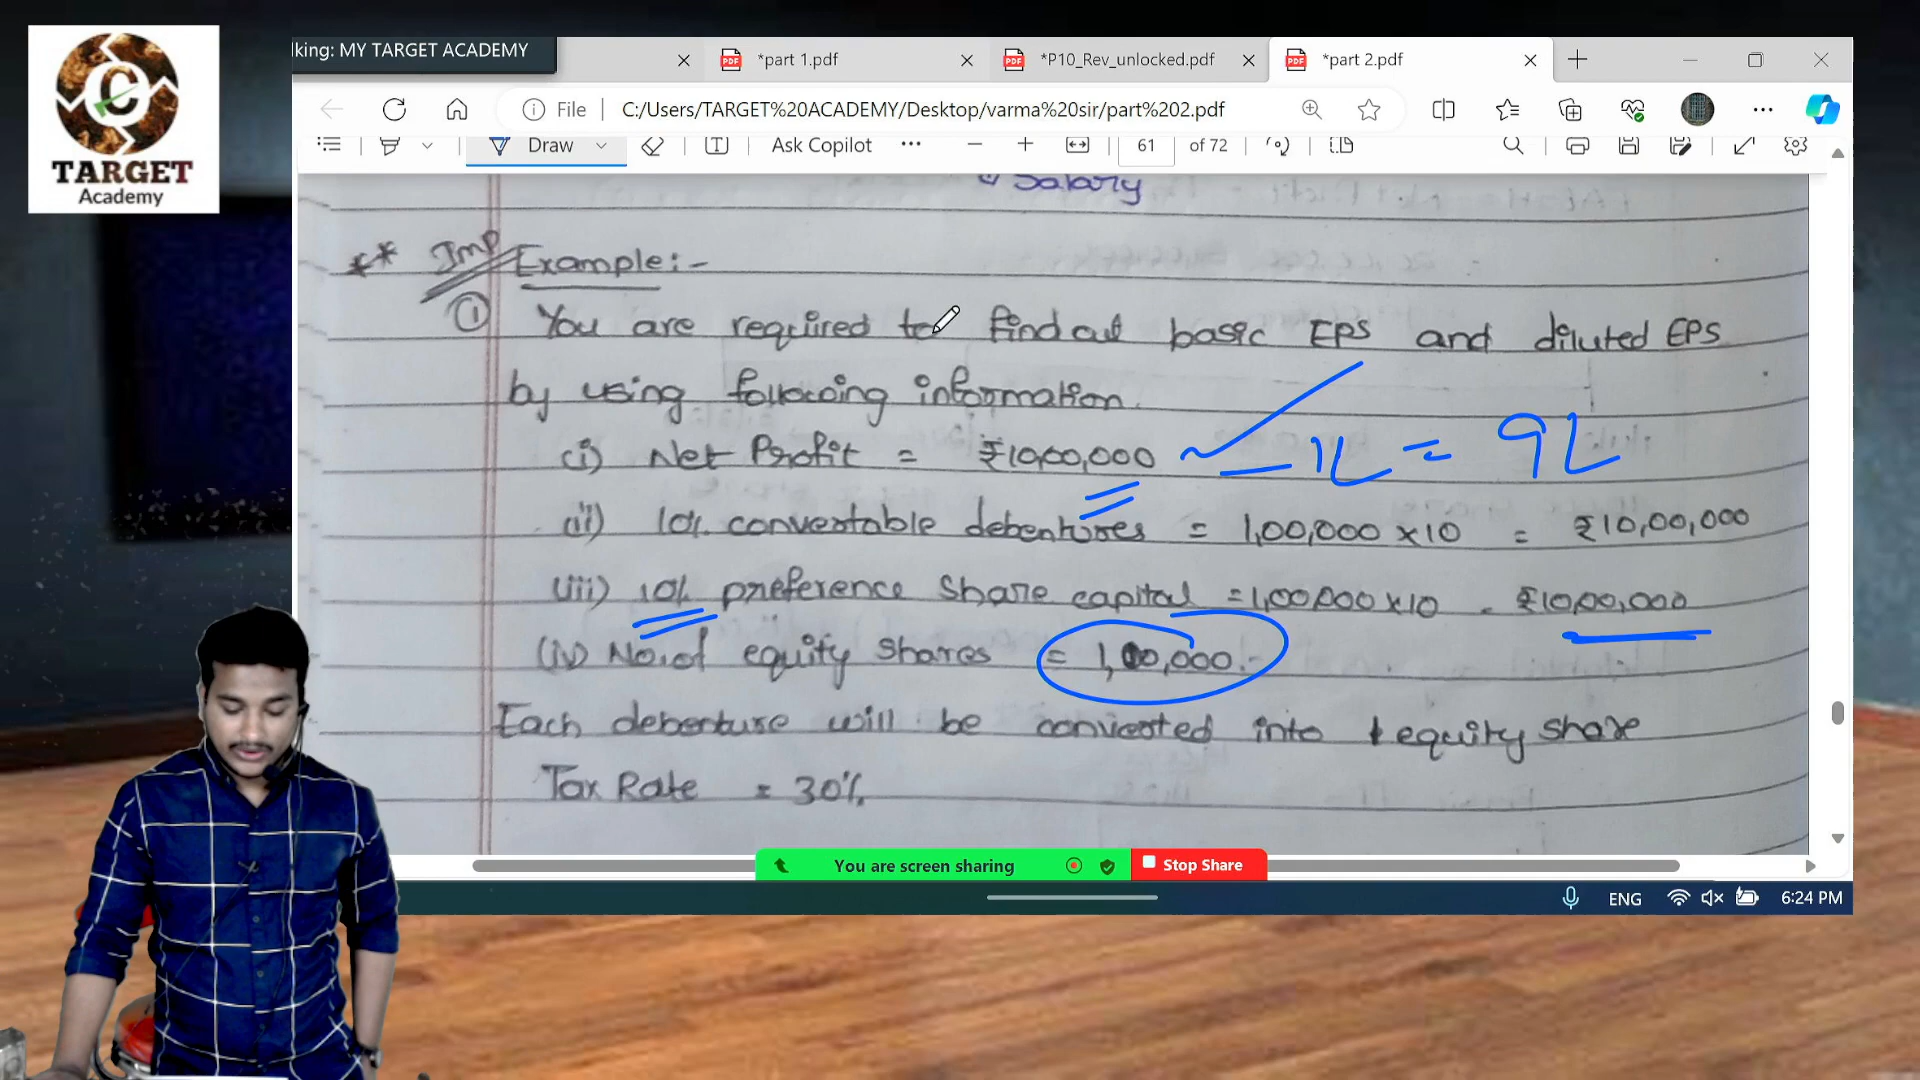 TARGET
Academy
lking: MY TARGET ACADEMY
*part 1.pdf
*P10_Rev_unlocked.pdf
*part 2.pdf
File
C:/Users/TARGET%20ACADEMY/Desktop/varma%20sir/part%202.pdf
Draw
Ask Copilot
61 of 72
Salary
** Imp Example:-
① You are required to find out basic EPS and diluted EPS
by using following information.
(i) Net Profit = ₹10,00,000 - 1L = 9L
(ii) 10% convertable debentures = 1,00,000 x10 = ₹10,00,000
(iii) 10% preference Share capital =1,00,000 x10 = ₹10,00,000
(iv) No. of equity shares = 1,00,000.-
Each debenture will be converted into 1 equity share
Tax Rate = 30%
You are screen sharing
Stop Share
ENG
6:24 PM